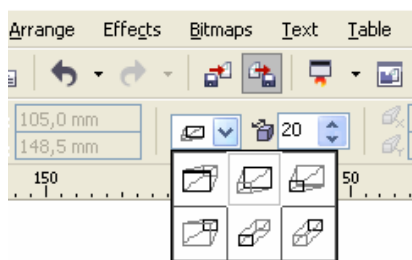 Arrange Effects Bitmaps Text Table
105,0 mm
148,5 mm
20
150
50